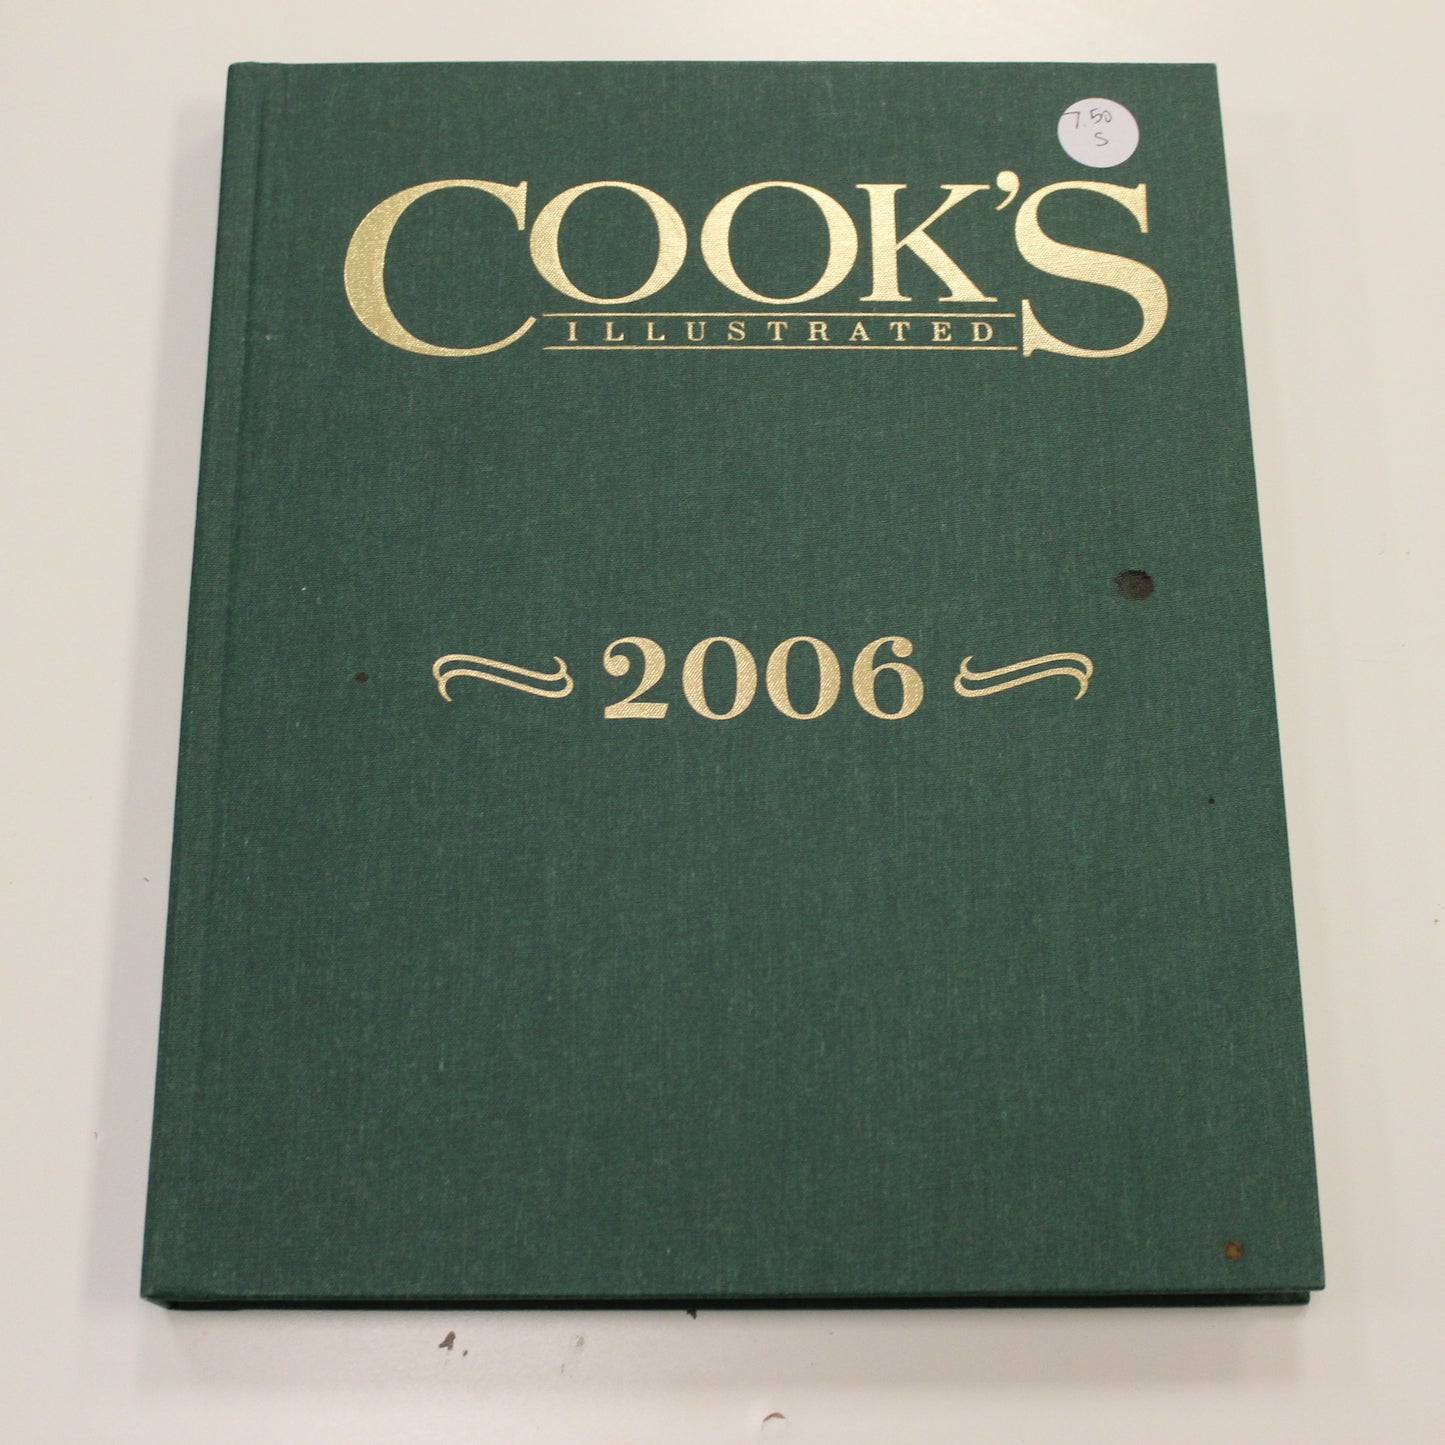 7.50
S
COOK'S
ILLUSTRATED
2006